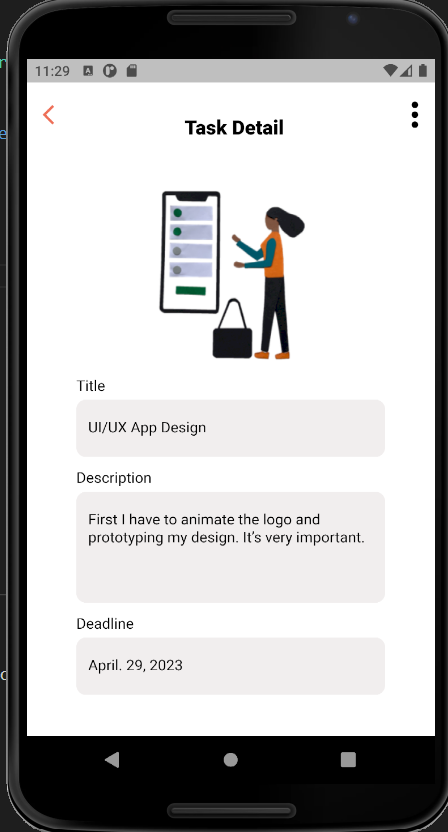 11:29
Task Detail
Title
UI/UX App Design
Description
First I have to animate the logo and
prototyping my design. It's very important.
Deadline
April. 29, 2023